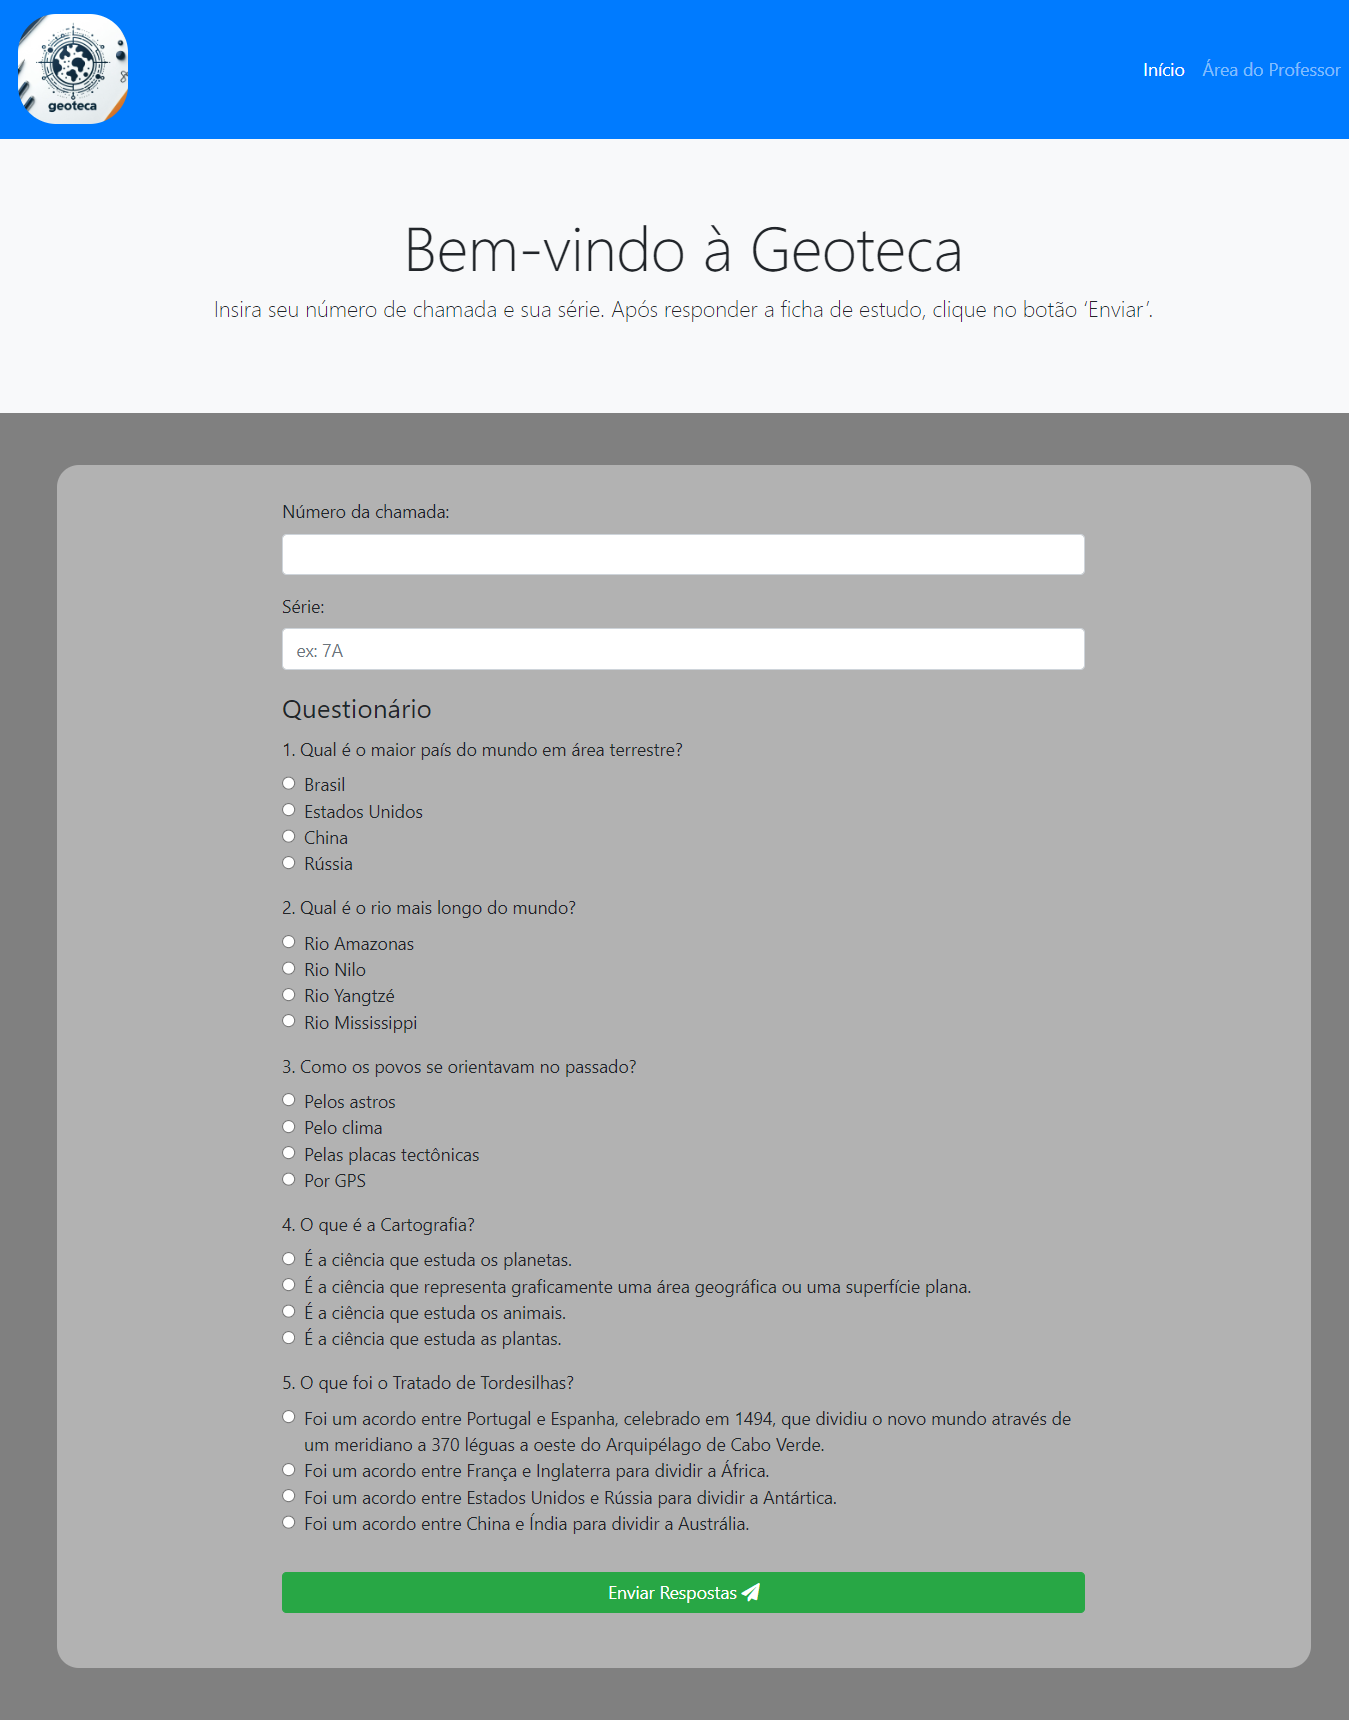 geoteca
Início
Área do Professor
Bem-vindo à Geoteca
Insira seu número de chamada e sua série. Após responder a ficha de estudo, clique no botão ‘Enviar’.
Número da chamada:
Série:
ex: 7A
Questionário
1. Qual é o maior país do mundo em área terrestre?
Brasil
Estados Unidos
China
Rússia
2. Qual é o rio mais longo do mundo?
Rio Amazonas
Rio Nilo
Rio Yangtzé
Rio Mississippi
3. Como os povos se orientavam no passado?
Pelos astros
Pelo clima
Pelas placas tectônicas
Por GPS
4. O que é a Cartografia?
É a ciência que estuda os planetas.
É a ciência que representa graficamente uma área geográfica ou uma superfície plana.
É a ciência que estuda os animais.
É a ciência que estuda as plantas.
5. O que foi o Tratado de Tordesilhas?
Foi um acordo entre Portugal e Espanha, celebrado em 1494, que dividiu o novo mundo através de
um meridiano a 370 léguas a oeste do Arquipélago de Cabo Verde.
Foi um acordo entre França e Inglaterra para dividir a África.
Foi um acordo entre Estados Unidos e Rússia para dividir a Antártica.
Foi um acordo entre China e Índia para dividir a Austrália.
Enviar Respostas